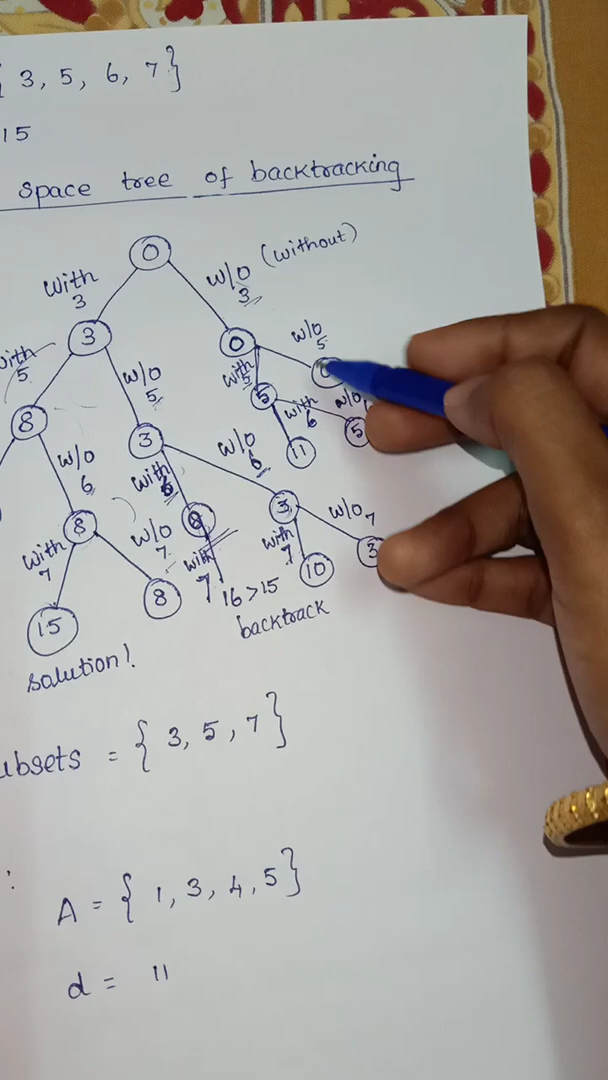 { 3, 5, 6, 7 }
15
space tree of backtracking
0
with 3
w/o 3 (without)
3
0
with 5
w/o 5
with 5
w/o 5
8
3
5
w/o 6
with 6
w/o 6
with 6
w/o
11
5
8
3
with 7
w/o 7
with 7
with 7
w/o 7
15
8
16 > 15
10
3
backtrack
solution!
ubsets = { 3, 5, 7 }
:
A = { 1, 3, 4, 5 }
d = 11